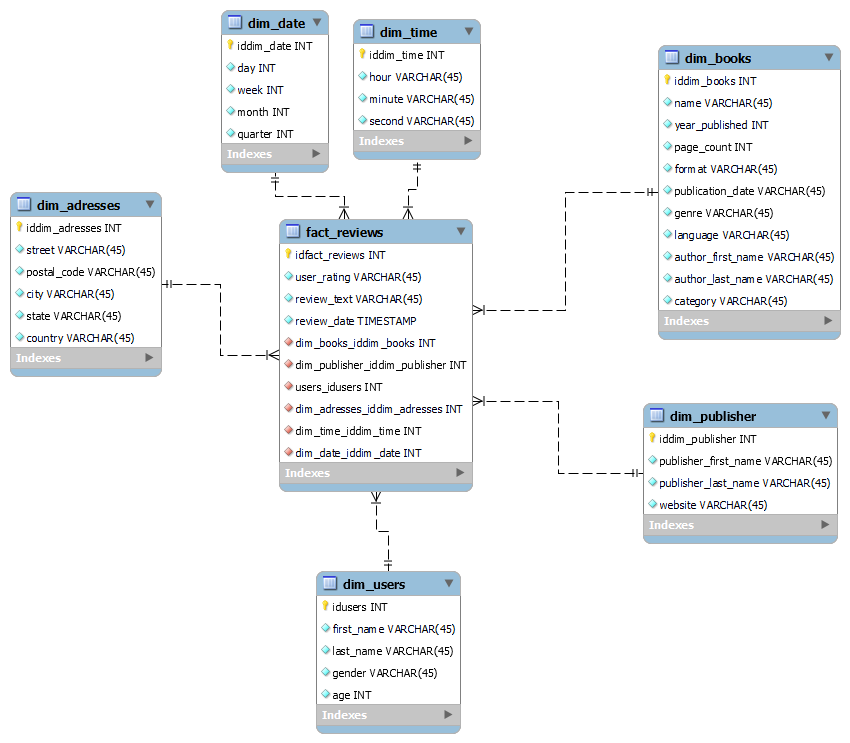 dim_date
iddim_date INT
day INT
week INT
month INT
quarter INT
Indexes
dim_time
iddim_time INT
hour VARCHAR(45)
minute VARCHAR(45)
second VARCHAR(45)
Indexes
dim_books
iddim_books INT
name VARCHAR(45)
year_published INT
page_count INT
format VARCHAR(45)
publication_date VARCHAR(45)
genre VARCHAR(45)
language VARCHAR(45)
author_first_name VARCHAR(45)
author_last_name VARCHAR(45)
category VARCHAR(45)
Indexes
dim_adresses
iddim_adresses INT
street VARCHAR(45)
postal_code VARCHAR(45)
city VARCHAR(45)
state VARCHAR(45)
country VARCHAR(45)
Indexes
fact_reviews
idfact_reviews INT
user_rating VARCHAR(45)
review_text VARCHAR(45)
review_date TIMESTAMP
dim_books_iddim_books INT
dim_publisher_iddim_publisher INT
users_idusers INT
dim_adresses_iddim_adresses INT
dim_time_iddim_time INT
dim_date_iddim_date INT
Indexes
dim_publisher
iddim_publisher INT
publisher_first_name VARCHAR(45)
publisher_last_name VARCHAR(45)
website VARCHAR(45)
Indexes
dim_users
idusers INT
first_name VARCHAR(45)
last_name VARCHAR(45)
gender VARCHAR(45)
age INT
Indexes